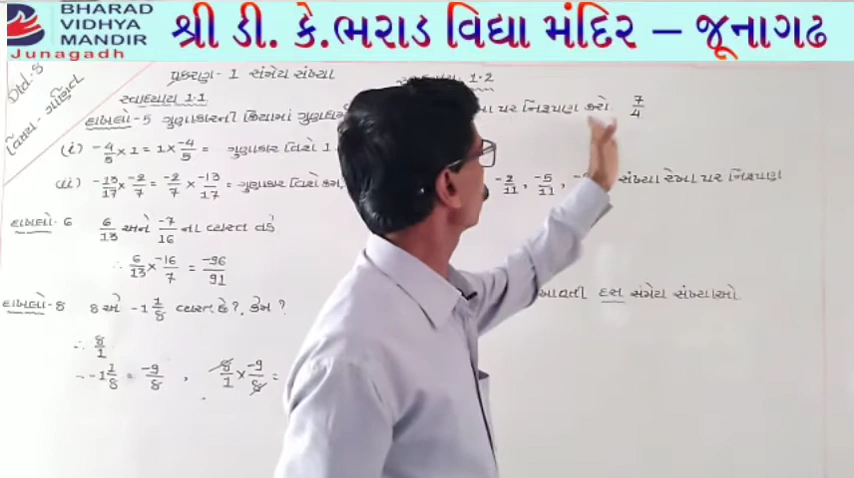 BHARAD
VIDHYA
MANDIR
Junagadh
શ્રી ડી. કે.ભરાડ વિદ્યા મંદિર – જૂનાગઢ
વિષય- ગણિત
પ્રકરણ - 1 સંમેય સંખ્યા
1.2
સ્વાધ્યાય 1.1
પર નિરૂપણ કરો. 7/4
દાખલો-5 ગુણાકારની ક્રિયામાં
(i) -4/5 × 1 = 1 × -4/5 = ગુણાકાર વિશે 1
(ii) -13/17 × -2/7 = -2/7 × -13/17 = ગુણાકાર વિશે ક્રમ.
-2/11, -5/11, સંખ્યા રેખા પર નિરૂપણ
દાખલો-6 6/13 અને -7/16 ના વ્યસ્ત વડે
∴ 6/13 × -16/7 = -96/91
દાખલો-8 8 એ -1 1/8 વ્યસ્ત છે?, કેમ?
આવતી દસ સંમેય સંખ્યાઓ
∴ 8/1
-1 1/8 = -9/8 , 8/1 × -9/8 =